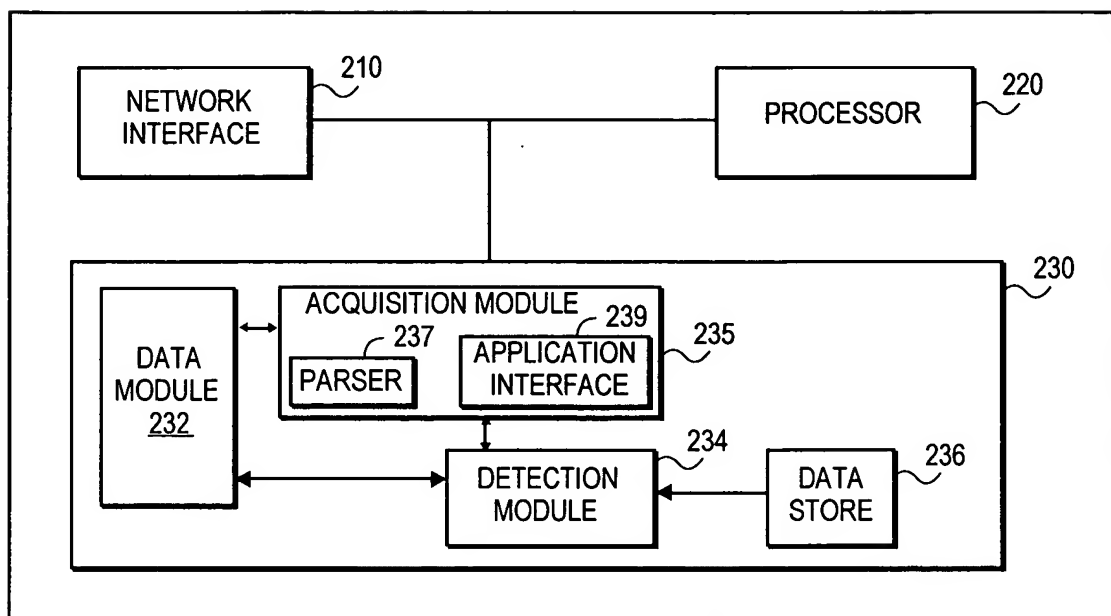 NETWORK
INTERFACE
210
PROCESSOR
220
230
DATA
MODULE
232
ACQUISITION MODULE
237
PARSER
239
APPLICATION
INTERFACE
235
DETECTION
MODULE
234
DATA
STORE
236